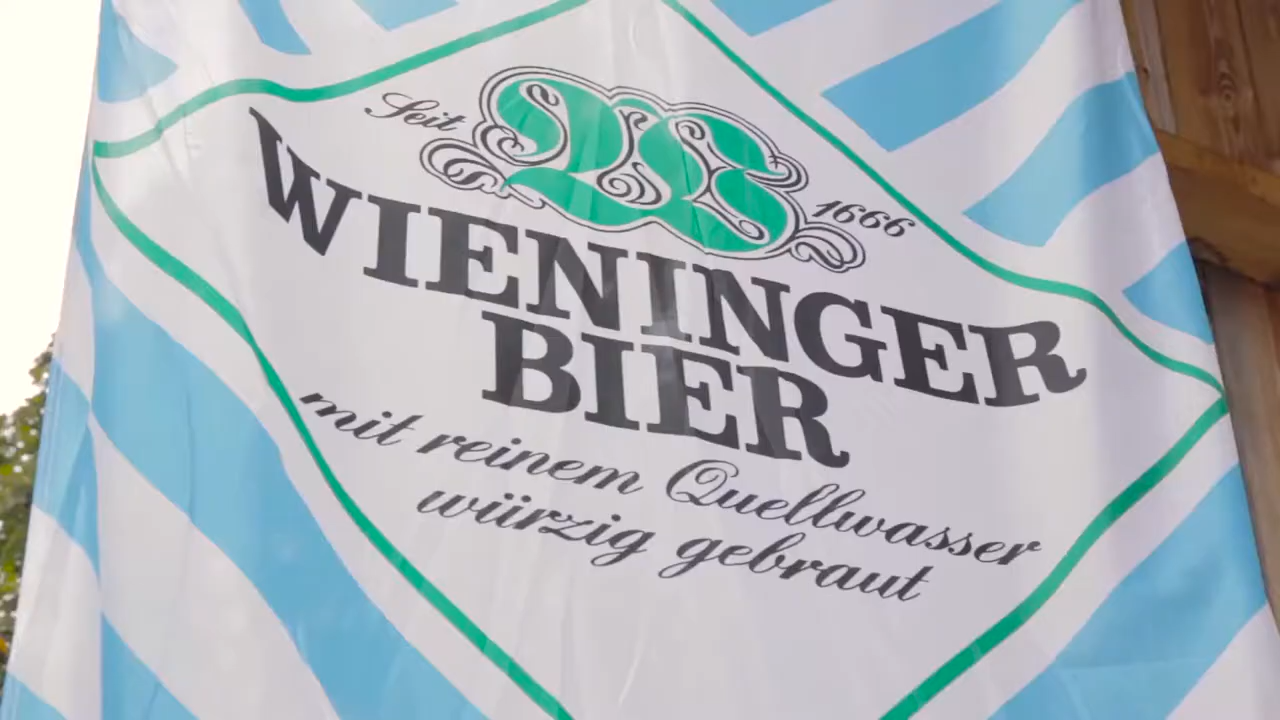 Seit 1666
WIENINGER
BIER
mit reinem Quellwasser
würzig gebraut